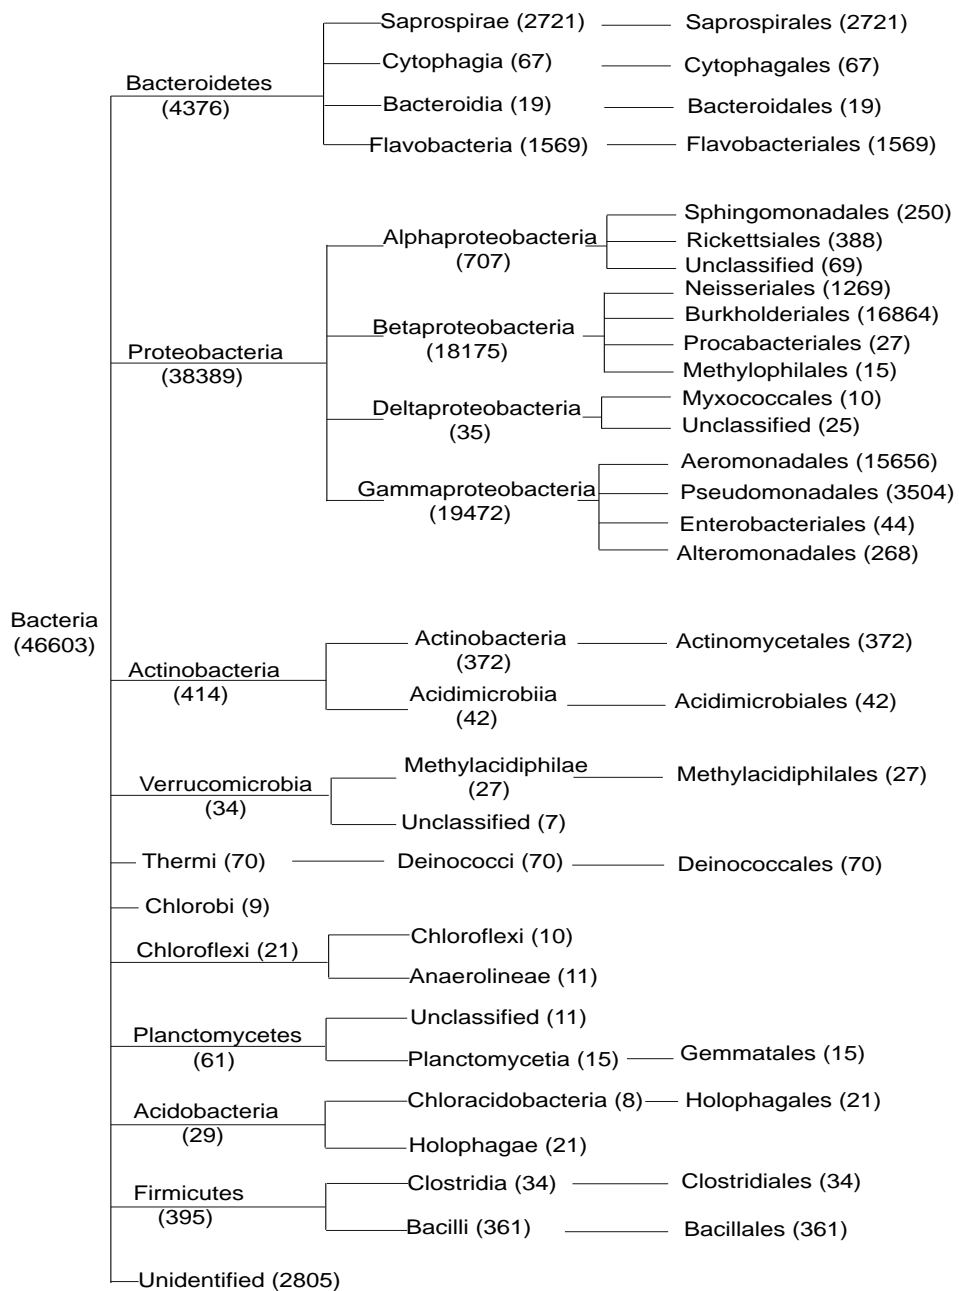 Saprospirae (2721) Saprospirales (2721)
Cytophagia (67) Cytophagales (67)
Bacteroidetes
(4376)
Bacteroidia (19) Bacteroidales (19)
Flavobacteria (1569) Flavobacteriales (1569)
Sphingomonadales (250)
Alphaproteobacteria
(707)
Rickettsiales (388)
Unclassified (69)
Neisseriales (1269)
Burkholderiales (16864)
Betaproteobacteria
(18175)
Procabacteriales (27)
Methylophilales (15)
Proteobacteria
(38389)
Myxococcales (10)
Deltaproteobacteria
(35)
Unclassified (25)
Aeromonadales (15656)
Gammaproteobacteria
(19472)
Pseudomonadales (3504)
Enterobacteriales (44)
Alteromonadales (268)
Bacteria
(46603)
Actinobacteria
(372)
Actinomycetales (372)
Actinobacteria
(414)
Acidimicrobiia
(42)
Acidimicrobiales (42)
Methylacidiphilae
(27)
Methylacidiphilales (27)
Verrucomicrobia
(34)
Unclassified (7)
Thermi (70) Deinococci (70) Deinococcales (70)
Chlorobi (9)
Chloroflexi (10)
Chloroflexi (21)
Anaerolineae (11)
Unclassified (11)
Planctomycetes
(61)
Planctomycetia (15) Gemmatales (15)
Chloracidobacteria (8) Holophagales (21)
Acidobacteria
(29)
Holophagae (21)
Clostridia (34) Clostridiales (34)
Firmicutes
(395)
Bacilli (361) Bacillales (361)
Unidentified (2805)